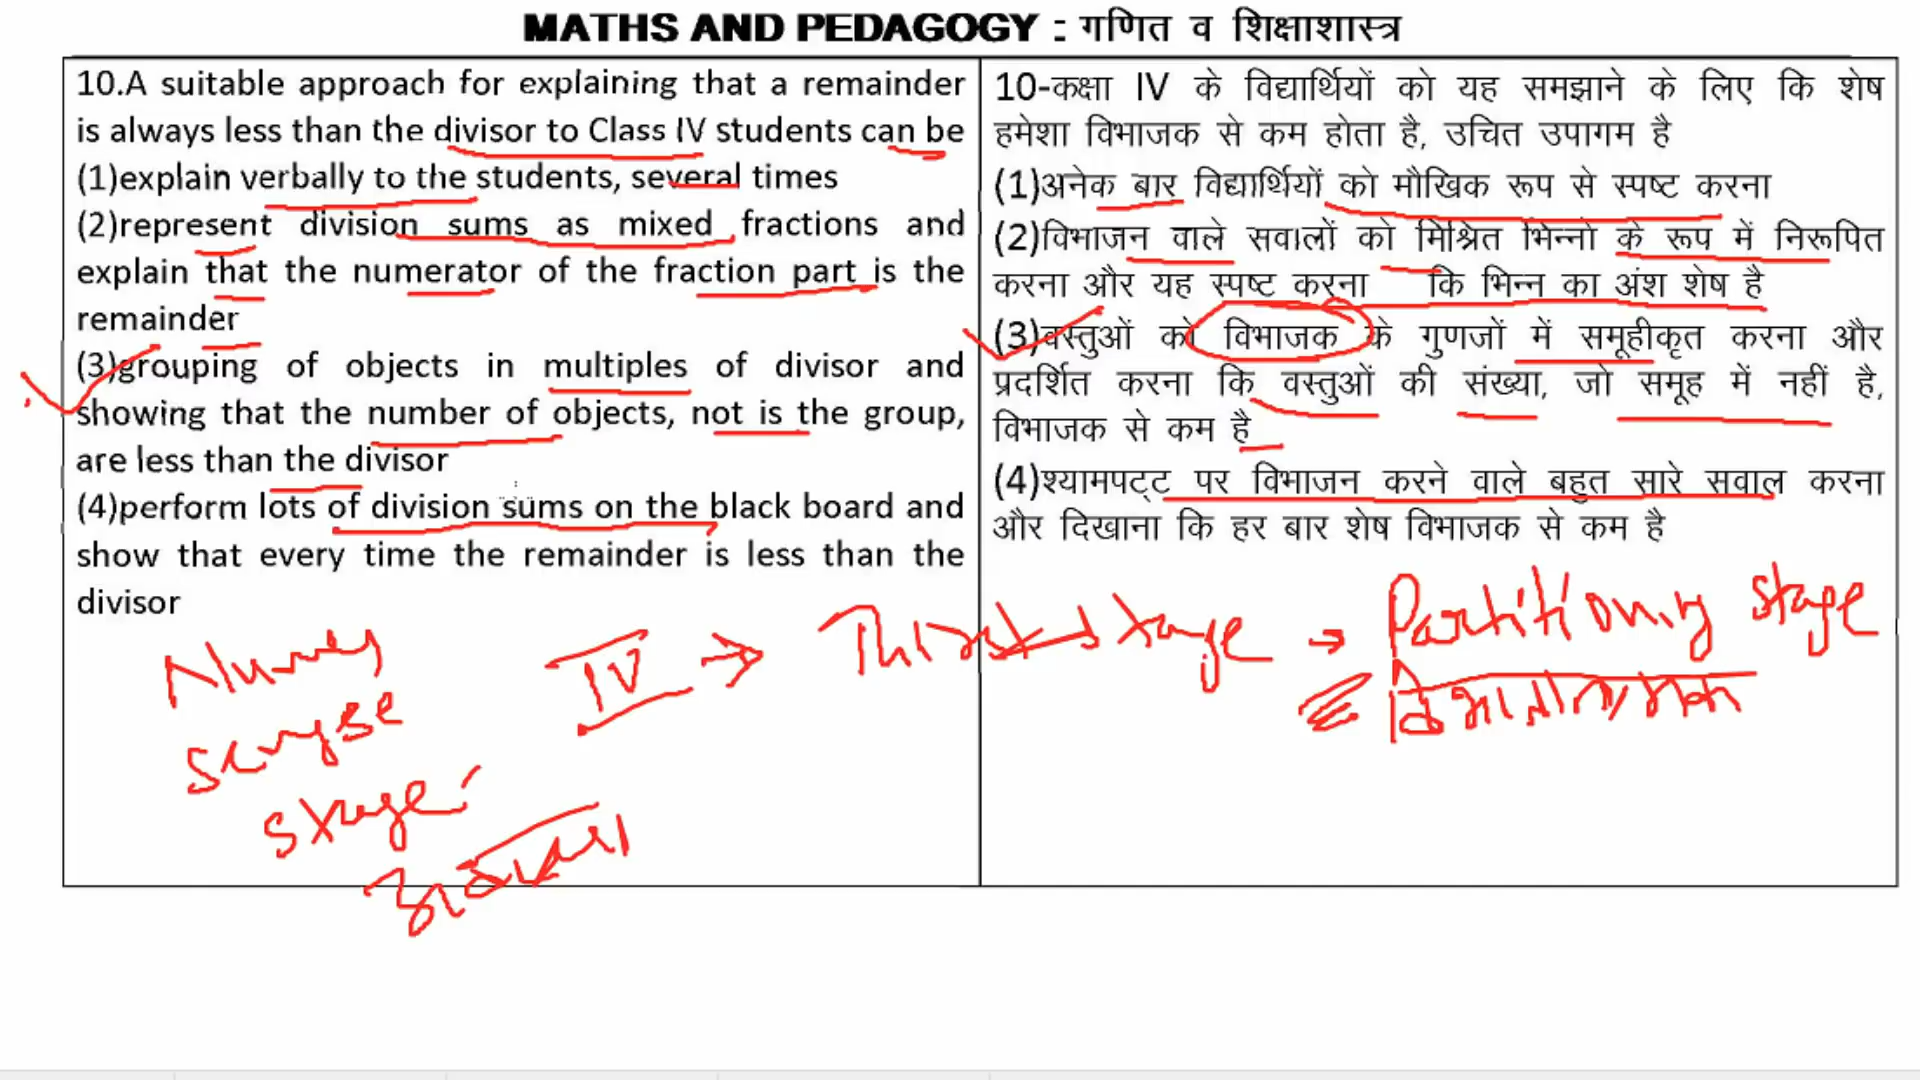 MATHS AND PEDAGOGY : गणित व शिक्षाशास्त्र
10.A suitable approach for explaining that a remainder
is always less than the divisor to Class IV students can be
(1)explain verbally to the students, several times
(2)represent division sums as mixed fractions and
explain that the numerator of the fraction part is the
remainder
(3)grouping of objects in multiples of divisor and
showing that the number of objects, not is the group,
are less than the divisor
(4)perform lots of division sums on the black board and
show that every time the remainder is less than the
divisor
10-कक्षा IV के विद्यार्थियों को यह समझाने के लिए कि शेष
हमेशा विभाजक से कम होता है, उचित उपागम है
(1)अनेक बार विद्यार्थियों को मौखिक रूप से स्पष्ट करना
(2)विभाजन वाले सवालों को मिश्रित भिन्नो के रूप में निरूपित
करना और यह स्पष्ट करना कि भिन्न का अंश शेष है
(3)वस्तुओं को विभाजक के गुणजों में समूहीकृत करना और
प्रदर्शित करना कि वस्तुओं की संख्या, जो समूह में नहीं है,
विभाजक से कम है
(4)श्यामपट्ट पर विभाजन करने वाले बहुत सारे सवाल करना
और दिखाना कि हर बार शेष विभाजक से कम है
IV → Third stage → Partitioning stage
stage